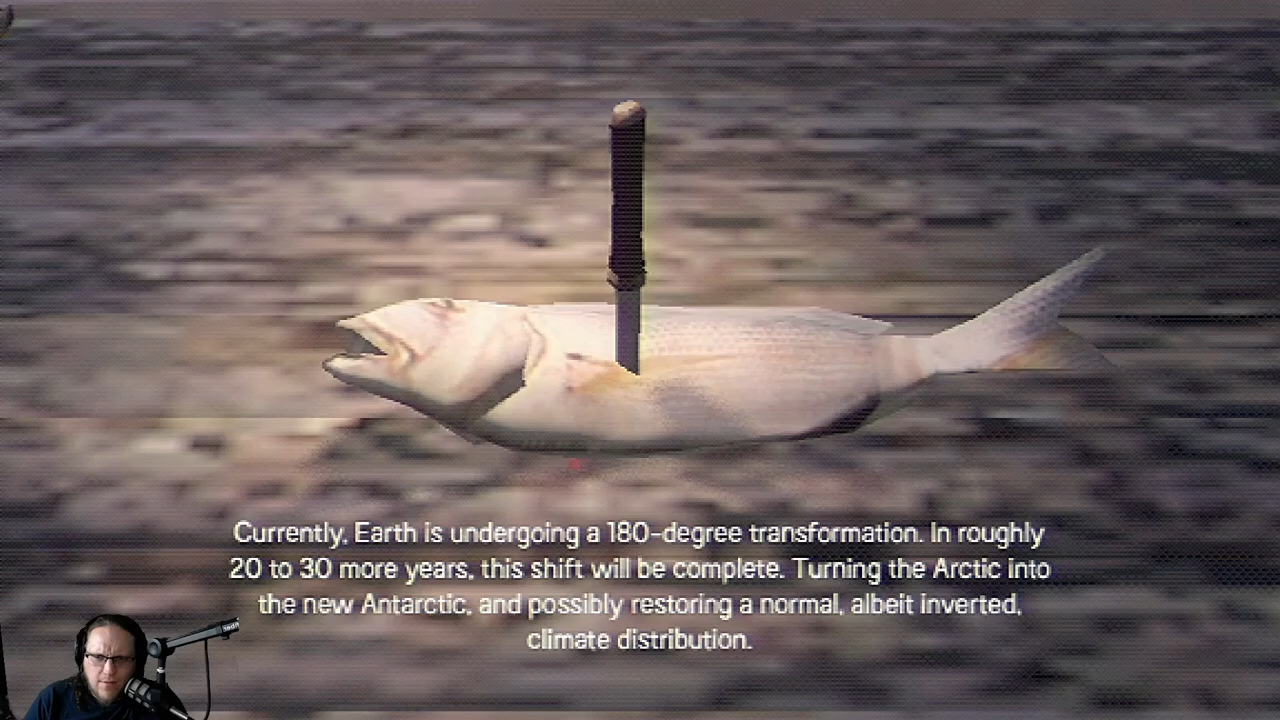 Currently, Earth is undergoing a 180-degree transformation. In roughly
20 to 30 more years, this shift will be complete. Turning the Arctic into
the new Antarctic, and possibly restoring a normal, albeit inverted,
climate distribution.